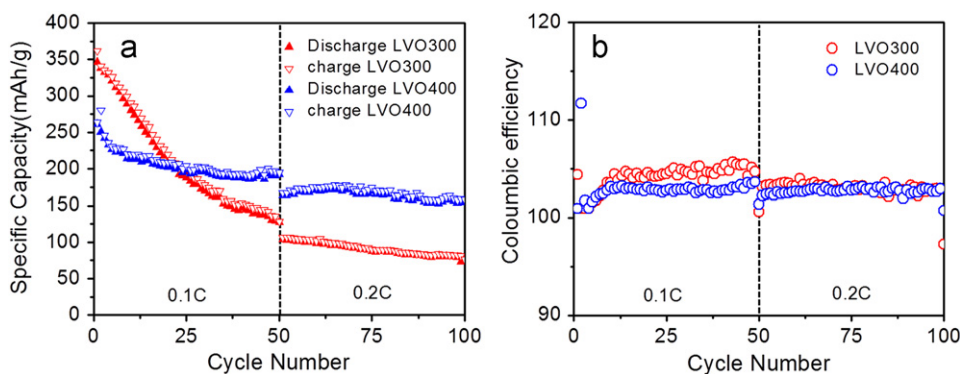 a
Discharge LVO300
charge LVO300
Discharge LVO400
charge LVO400
Specific Capacity(mAh/g)
400
350
300
250
200
150
100
50
0
0.1C
0.2C
0
25
50
75
100
Cycle Number
b
LVO300
LVO400
Coloumbic efficiency
120
110
100
90
0.1C
0.2C
0
25
50
75
100
Cycle Number